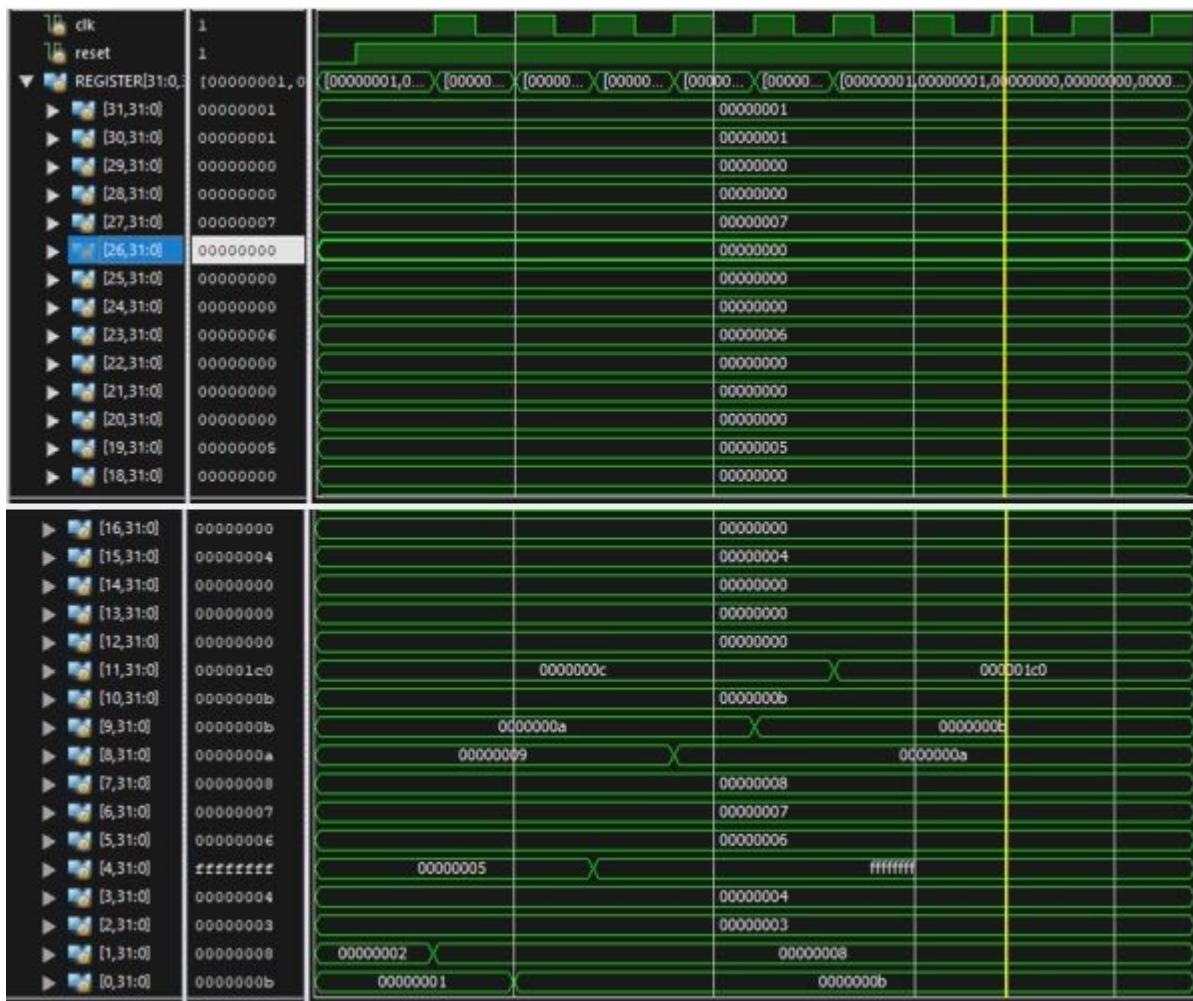 clk 1
reset 1
REGISTER[31:0, [00000001,0 [00000001,0... [00000... [00000... [00000... [00000... [00000... [00000001,00000001,00000000,00000000,0000...
[31,31:0] 00000001 00000001
[30,31:0] 00000001 00000001
[29,31:0] 00000000 00000000
[28,31:0] 00000000 00000000
[27,31:0] 00000007 00000007
[26,31:0] 00000000 00000000
[25,31:0] 00000000 00000000
[24,31:0] 00000000 00000000
[23,31:0] 00000006 00000006
[22,31:0] 00000000 00000000
[21,31:0] 00000000 00000000
[20,31:0] 00000000 00000000
[19,31:0] 00000005 00000005
[18,31:0] 00000000 00000000
[16,31:0] 00000000 00000000
[15,31:0] 00000004 00000004
[14,31:0] 00000000 00000000
[13,31:0] 00000000 00000000
[12,31:0] 00000000 00000000
[11,31:0] 000001c0 0000000c 000001c0
[10,31:0] 0000000b 0000000b
[9,31:0] 0000000b 0000000a 0000000b
[8,31:0] 0000000a 00000009 0000000a
[7,31:0] 00000008 00000008
[6,31:0] 00000007 00000007
[5,31:0] 00000006 00000006
[4,31:0] ffffffff 00000005 ffffffff
[3,31:0] 00000004 00000004
[2,31:0] 00000003 00000003
[1,31:0] 00000008 00000002 00000008
[0,31:0] 0000000b 00000001 0000000b